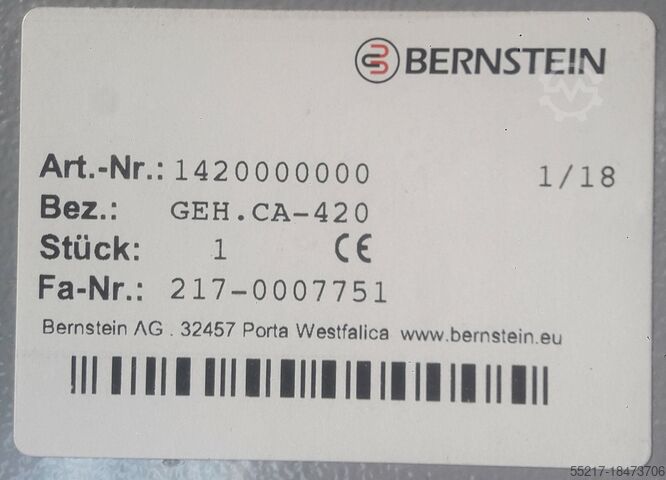 BERNSTEIN
Art.-Nr.: 1420000000 1/18
Bez.: GEH.CA-420
Stück: 1 CE
Fa-Nr.: 217-0007751
Bernstein AG . 32457 Porta Westfalica www.bernstein.eu
55217-18473706